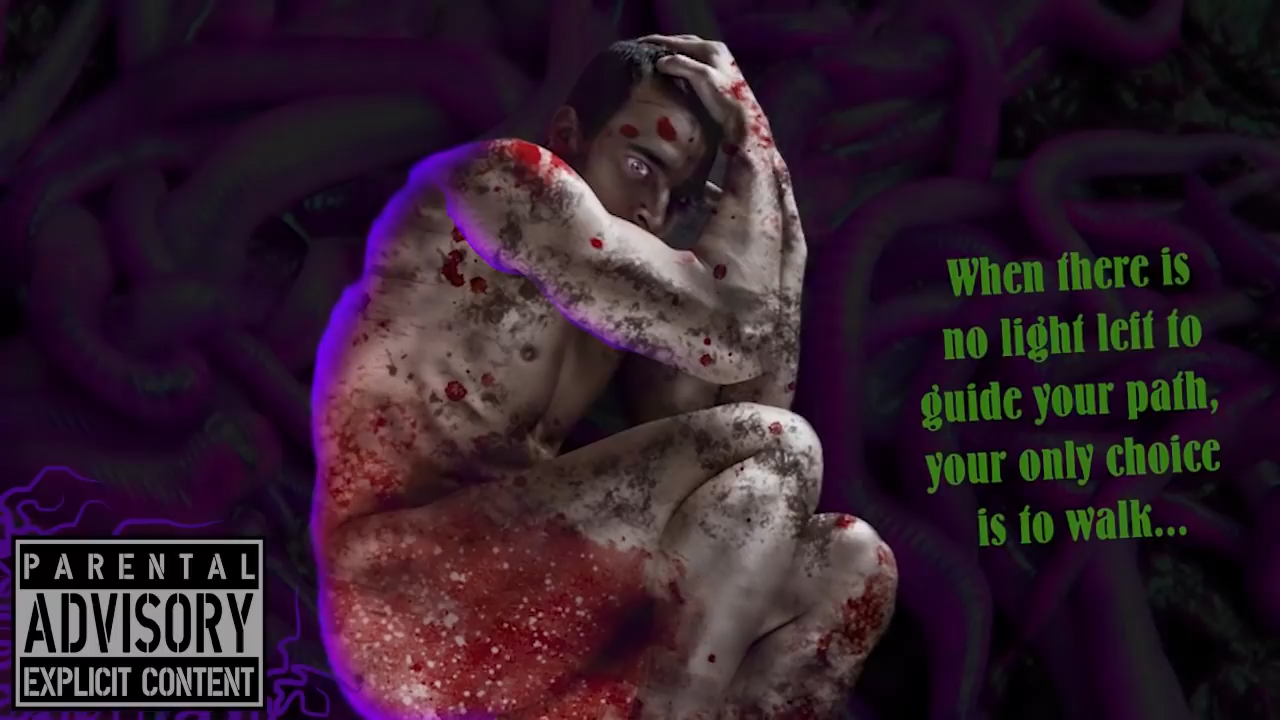 When there is
no light left to
guide your path,
your only choice
is to walk...
PARENTAL
ADVISORY
EXPLICIT CONTENT